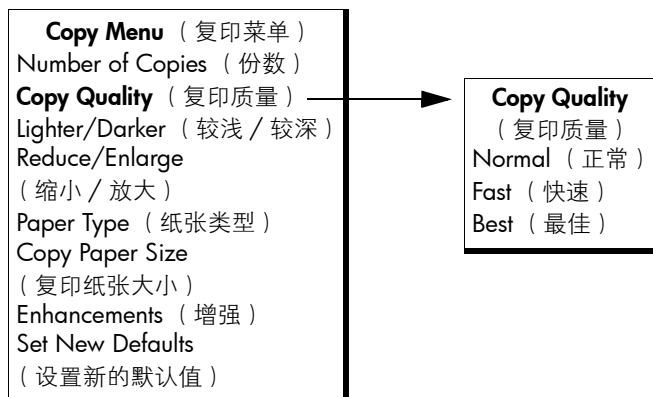 Copy Menu （复印菜单）
Number of Copies （份数）
Copy Quality （复印质量）
Lighter/Darker （较浅 / 较深）
Reduce/Enlarge
（缩小 / 放大）
Paper Type （纸张类型）
Copy Paper Size
（复印纸张大小）
Enhancements （增强）
Set New Defaults
（设置新的默认值）
Copy Quality
（复印质量）
Normal （正常）
Fast （快速）
Best （最佳）